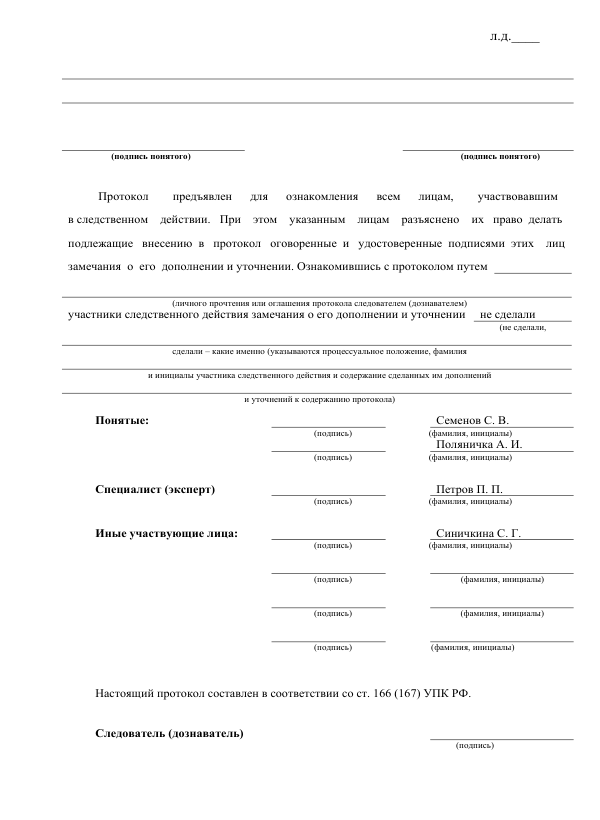 л.д.____
(подпись понятого) (подпись понятого)
Протокол предъявлен для ознакомления всем лицам, участвовавшим
в следственном действии. При этом указанным лицам разъяснено их право делать
подлежащие внесению в протокол оговоренные и удостоверенные подписями этих лиц
замечания о его дополнении и уточнении. Ознакомившись с протоколом путем
(личного прочтения или оглашения протокола следователем (дознавателем)
участники следственного действия замечания о его дополнении и уточнении не сделали
(не сделали,
сделали – какие именно (указываются процессуальное положение, фамилия
и инициалы участника следственного действия и содержание сделанных им дополнений
и уточнений к содержанию протокола)
Понятые: Семенов С. В.
(подпись) (фамилия, инициалы)
Поляничка А. И.
(подпись) (фамилия, инициалы)
Специалист (эксперт) Петров П. П.
(подпись) (фамилия, инициалы)
Иные участвующие лица: Синичкина С. Г.
(подпись) (фамилия, инициалы)
(подпись) (фамилия, инициалы)
(подпись) (фамилия, инициалы)
(подпись) (фамилия, инициалы)
Настоящий протокол составлен в соответствии со ст. 166 (167) УПК РФ.
Следователь (дознаватель)
(подпись)